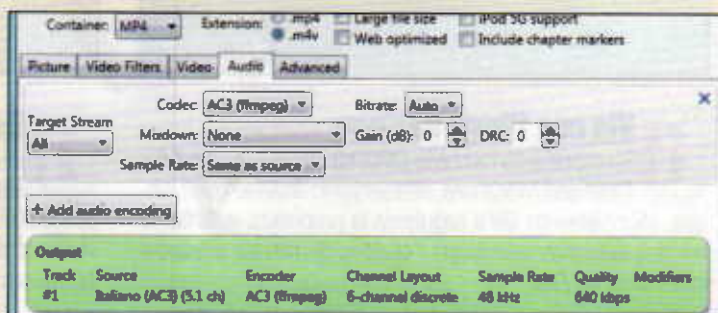 Container: MP4 Extension: .mp4 Large file size iPod 5G support
.m4v Web optimized Include chapter markers
Picture Video Filters Video Audio Advanced
Codec: AC3 (ffmpeg) Bitrate: Auto
Target Stream
All Mixdown: None Gain (dB): 0 DRC: 0
Sample Rate: Same as source
+ Add audio encoding
Output
Track Source Encoder Channel Layout Sample Rate Quality Modifiers
#1 Italiano (AC3) (5.1 ch) AC3 (ffmpeg) 6-channel discrete 48 kHz 640 kbps